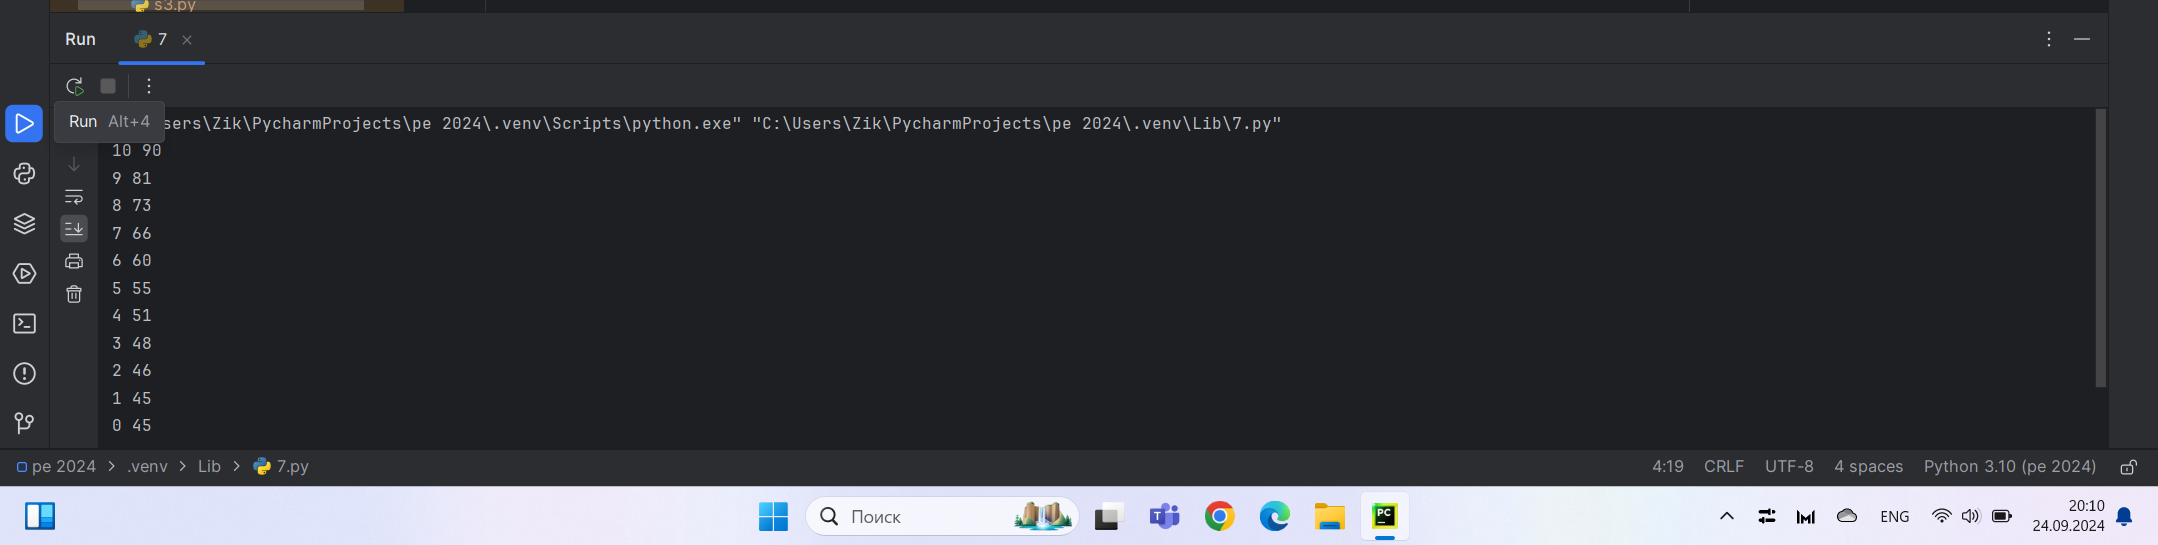 s3.py
Run 7
Run Alt+4
sers\Zik\PycharmProjects\pe 2024\.venv\Scripts\python.exe" "C:\Users\Zik\PycharmProjects\pe 2024\.venv\Lib\7.py"
10 90
9 81
8 73
7 66
6 60
5 55
4 51
3 48
2 46
1 45
0 45
pe 2024 > .venv > Lib > 7.py 4:19 CRLF UTF-8 4 spaces Python 3.10 (pe 2024)
Поиск PC ENG 20:10
24.09.2024